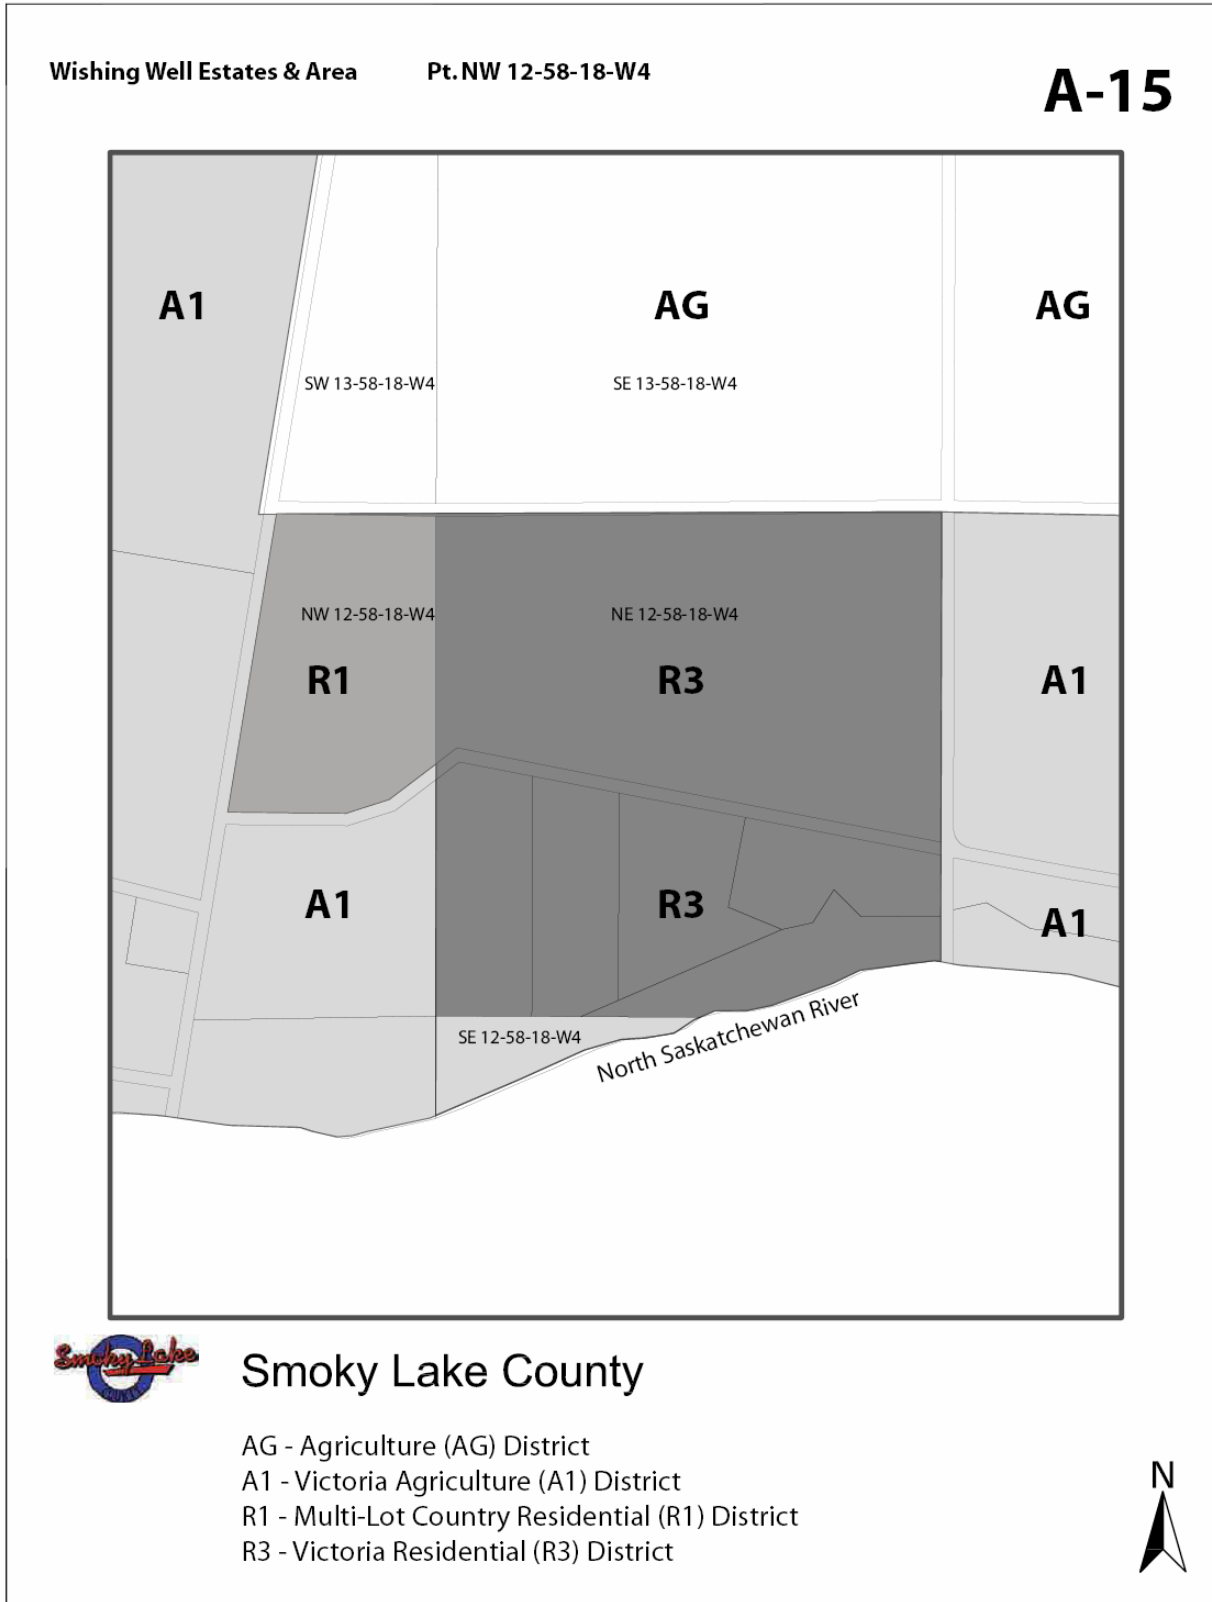 Wishing Well Estates & Area Pt. NW 12-58-18-W4
A-15
A1 AG AG
SW 13-58-18-W4 SE 13-58-18-W4
NW 12-58-18-W4 NE 12-58-18-W4
R1 R3 A1
A1 R3 A1
SE 12-58-18-W4
North Saskatchewan River
Smoky Lake
COUNTY
Smoky Lake County
AG - Agriculture (AG) District
A1 - Victoria Agriculture (A1) District
R1 - Multi-Lot Country Residential (R1) District
R3 - Victoria Residential (R3) District
N